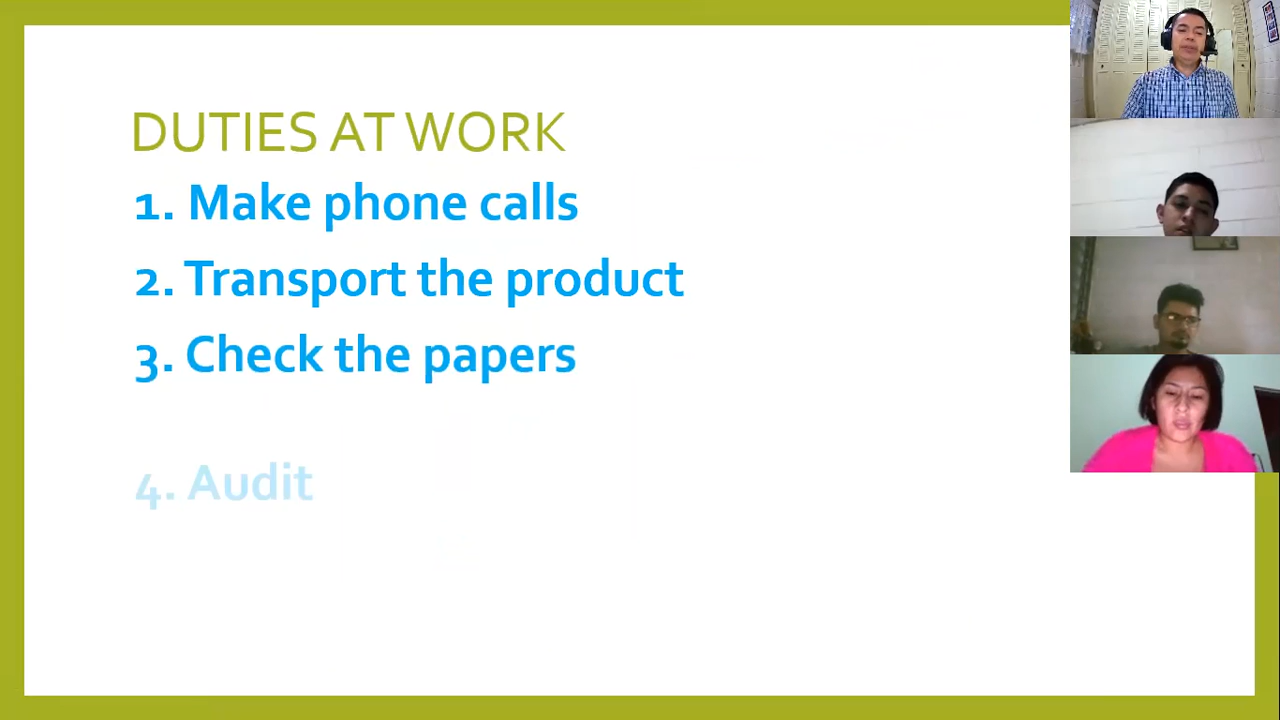 DUTIES AT WORK
1. Make phone calls
2. Transport the product
3. Check the papers
4. Audit